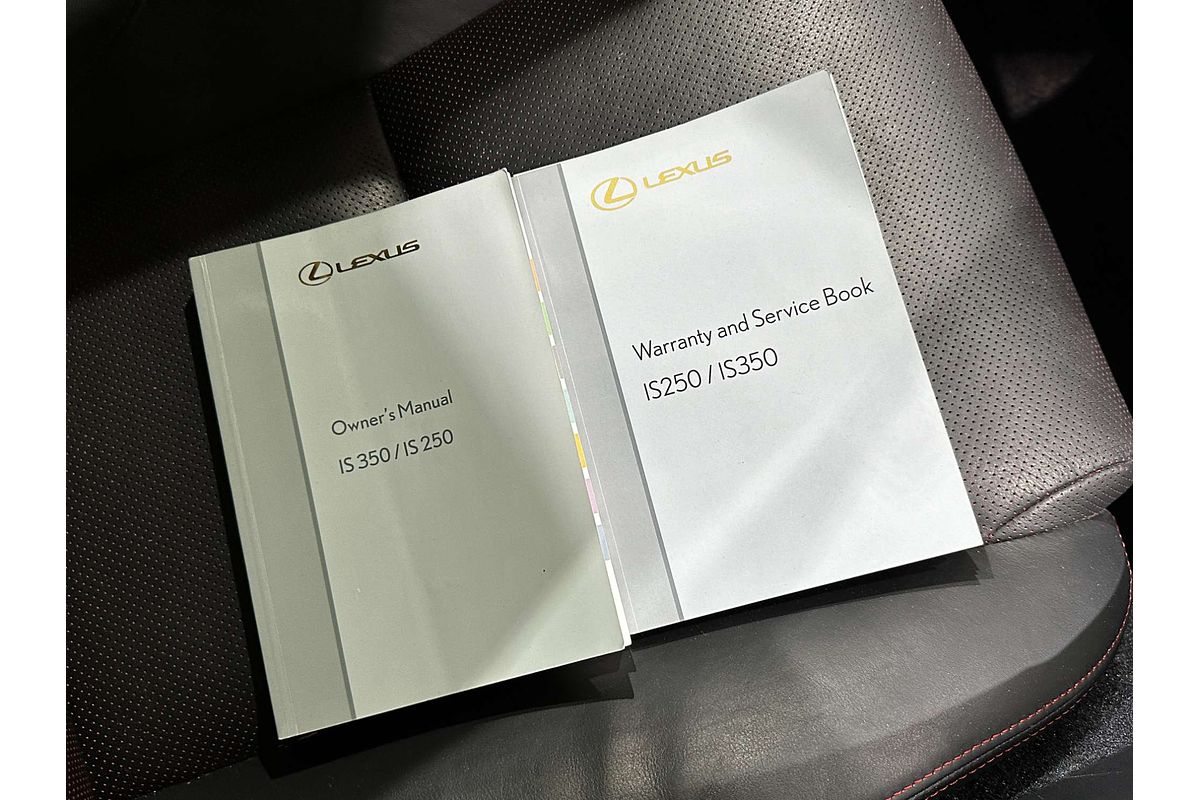 LEXUS
Owner's Manual
IS 350 / IS 250
LEXUS
Warranty and Service Book
IS250 / IS350